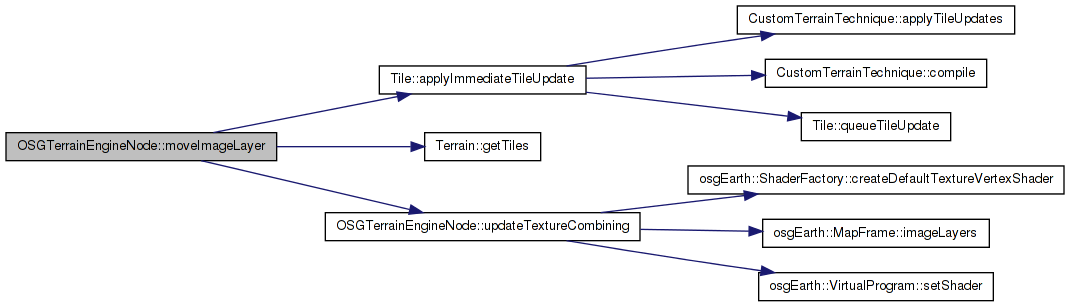 CustomTerrainTechnique::applyTileUpdates
Tile::applyImmediateTileUpdate
CustomTerrainTechnique::compile
Tile::queueTileUpdate
OSGTerrainEngineNode::moveImageLayer
Terrain::getTiles
osgEarth::ShaderFactory::createDefaultTextureVertexShader
OSGTerrainEngineNode::updateTextureCombining
osgEarth::MapFrame::imageLayers
osgEarth::VirtualProgram::setShader